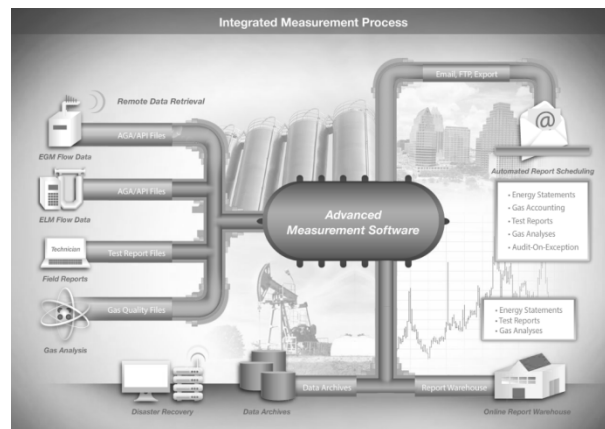 Integrated Measurement Process
Remote Data Retrieval
Email, FTP, Export
AGA/API Files
EGM Flow Data
@
Automated Report Scheduling
AGA/API Files
ELM Flow Data
Advanced
Measurement Software
• Energy Statements
• Gas Accounting
• Test Reports
• Gas Analyses
• Audit-On-Exception
Technician
Test Report Files
Field Reports
Gas Quality Files
Gas Analysis
• Energy Statements
• Test Reports
• Gas Analyses
Data Archives
Report Warehouse
Disaster Recovery
Data Archives
Online Report Warehouse